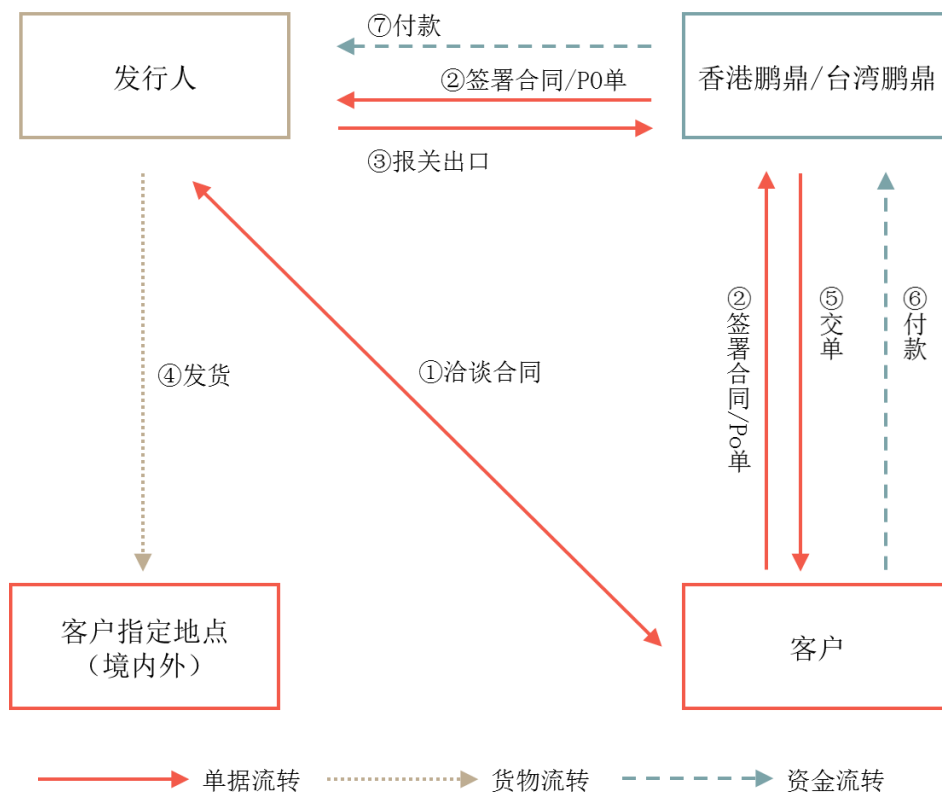 ⑦付款
发行人
②签署合同/PO单
香港鹏鼎/台湾鹏鼎
③报关出口
②签署合同/Po单
⑤交单
⑥付款
④发货
①洽谈合同
客户指定地点
（境内外）
客户
单据流转
货物流转
资金流转